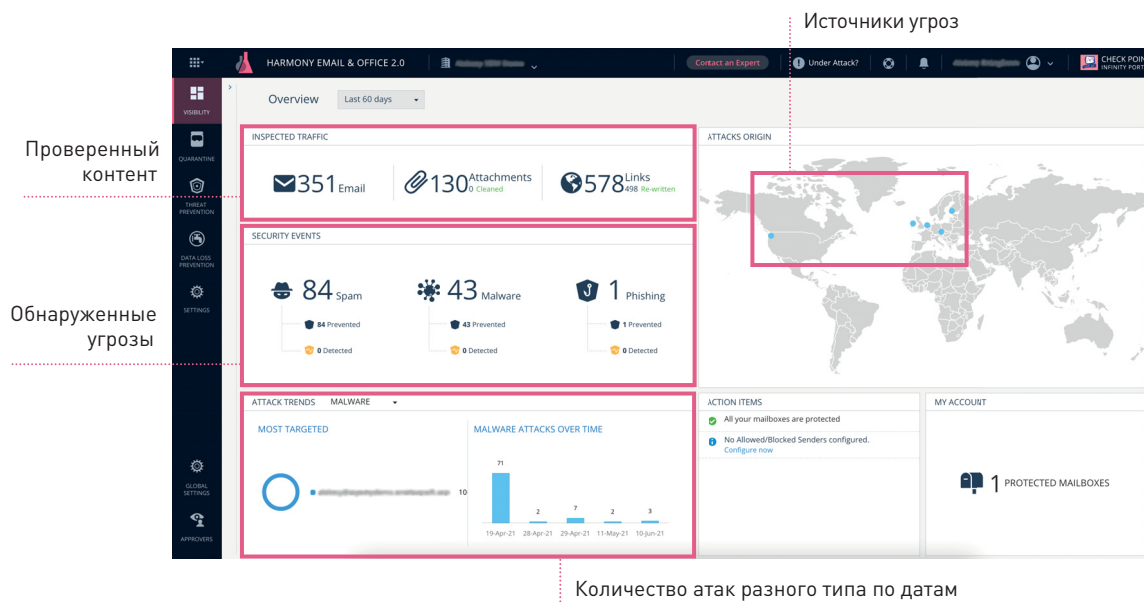 Источники угроз
HARMONY EMAIL & OFFICE 2.0
Contact an Expert
Under Attack?
CHECK POIN
INFINITY PORT
VISIBILITY
Overview
Last 60 days
QUARANTINE
THREAT
PREVENTION
DATA LOSS
PREVENTION
SETTINGS
GLOBAL
SETTINGS
APPROVERS
Проверенный
контент
INSPECTED TRAFFIC
351 Email
130 Attachments
0 Cleaned
578 Links
498 Re-written
ATTACKS ORIGIN
Обнаруженные
угрозы
SECURITY EVENTS
84 Spam
43 Malware
1 Phishing
84 Prevented
43 Prevented
1 Prevented
0 Detected
0 Detected
0 Detected
ATTACK TRENDS MALWARE
MOST TARGETED
10
MALWARE ATTACKS OVER TIME
71
2
7
2
3
19-Apr-21 28-Apr-21 29-Apr-21 11-May-21 10-Jun-21
ACTION ITEMS
All your mailboxes are protected
No Allowed/Blocked Senders configured.
Configure now
MY ACCOUNT
1 PROTECTED MAILBOXES
Количество атак разного типа по датам